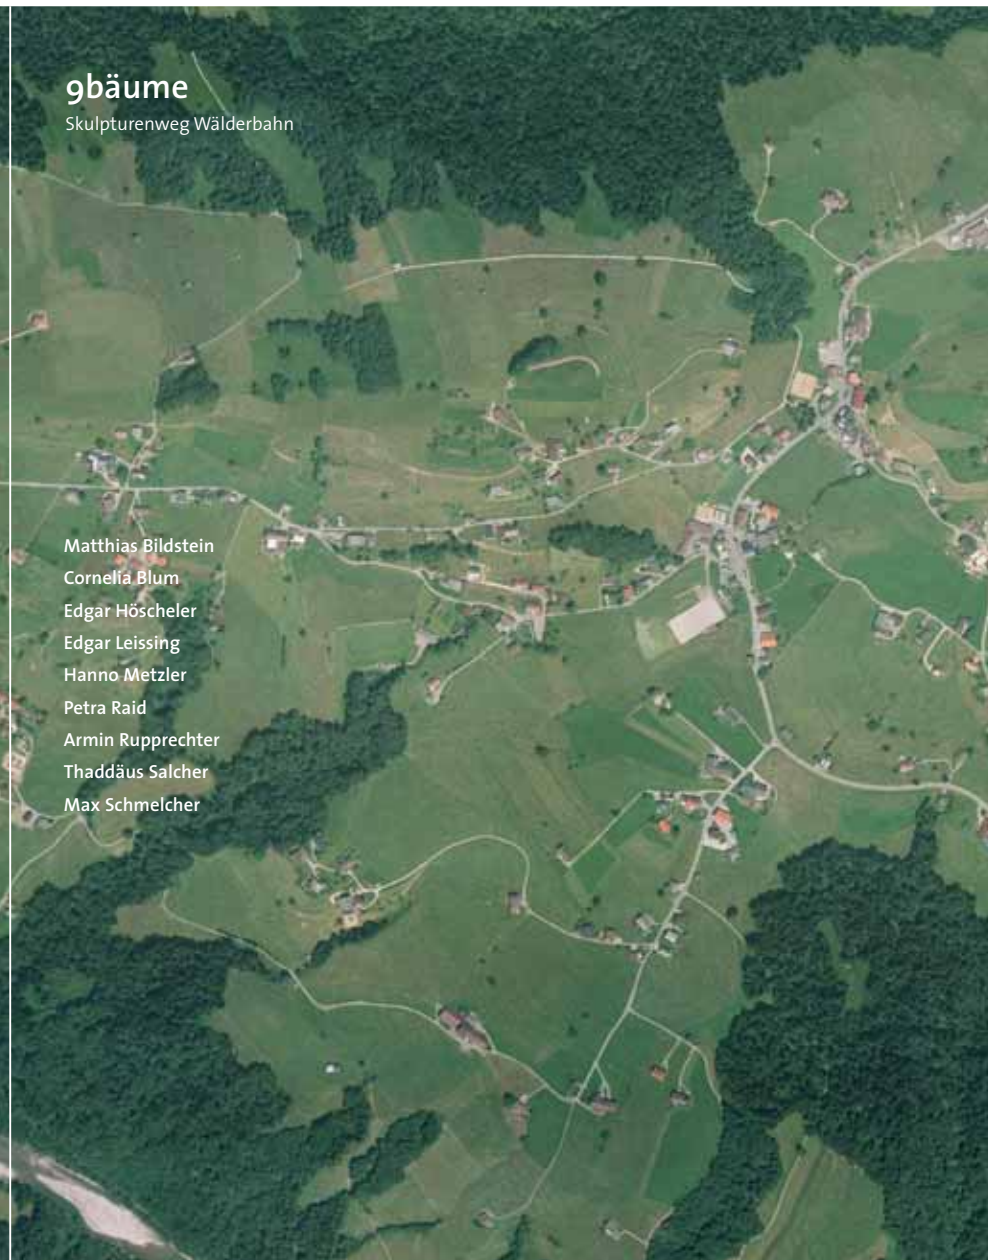 9bäume
Skulpturenweg Wälderbahn
Matthias Bildstein
Cornelia Blum
Edgar Höscheler
Edgar Leissing
Hanno Metzler
Petra Raid
Armin Rupprechter
Thaddäus Salcher
Max Schmelcher